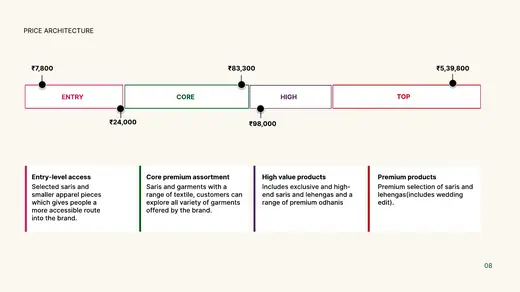 PRICE ARCHITECTURE
₹7,800
₹83,300
₹5,39,800
ENTRY
CORE
HIGH
TOP
₹24,000
₹98,000
Entry-level access
Selected saris and
smaller apparel pieces
which gives people a
more accessible route
into the brand.
Core premium assortment
Saris and garments with a
range of textile, customers can
explore all variety of garments
offered by the brand.
High value products
Includes exclusive and high-
end saris and lehengas and a
range of premium odhanis
Premium products
Premium selection of saris and
lehengas(includes wedding
edit).
08